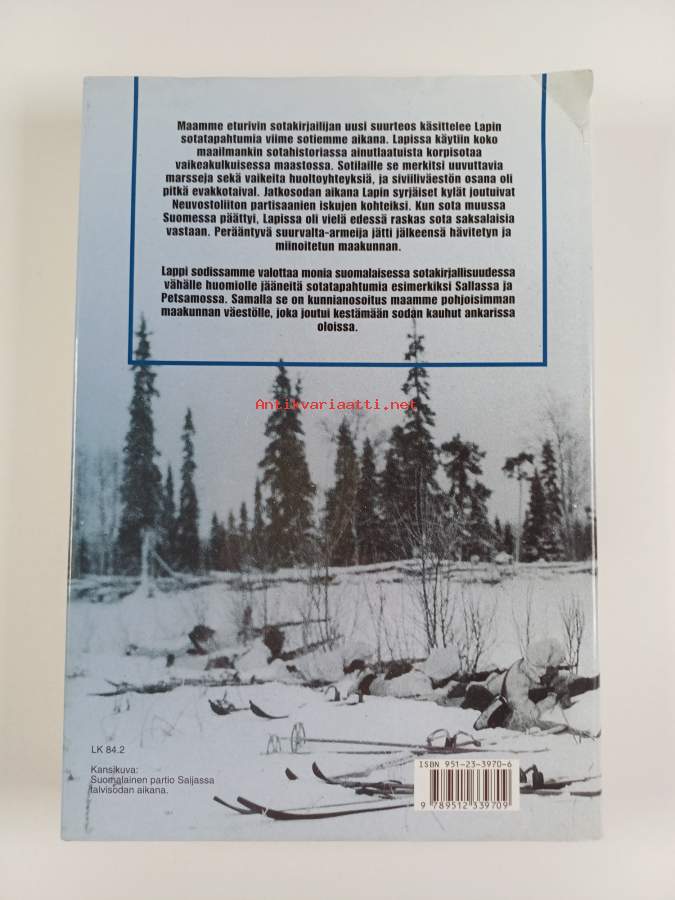 Maamme eturivin sotakirjailijan uusi suurteos käsittelee Lapin
sotatapahtumia viime sotiemme aikana. Lapissa käytiin koko
maailmankin sotahistoriassa ainutlaatuista korpisotaa
vaikeakulkuisessa maastossa. Sotilaille se merkitsi uuvuttavia
marsseja sekä vaikeita huoltoyhteyksiä, ja siviiliväestön osana oli
pitkä evakkotaival. Jatkosodan aikana Lapin syrjäiset kylät joutuivat
Neuvostoliiton partisaanien iskujen kohteiksi. Kun sota muussa
Suomessa päättyi, Lapissa oli vielä edessä raskas sota saksalaisia
vastaan. Perääntyvä suurvalta-armeija jätti jälkeensä hävitetyn ja
miinoitetun maakunnan.
Lappi sodissamme valottaa monia suomalaisessa sotakirjallisuudessa
vähälle huomiolle jääneitä sotatapahtumia esimerkiksi Sallassa ja
Petsamossa. Samalla se on kunnianosoitus maamme pohjoisimman
maakunnan väestölle, joka joutui kestämään sodan kauhut ankarissa
oloissa.
Antikvariaatti.net
LK 84.2
Kansikuva:
Suomalainen partio Saijassa
talvisodan aikana.
ISBN 951-23-3970-6
9 789512 339709